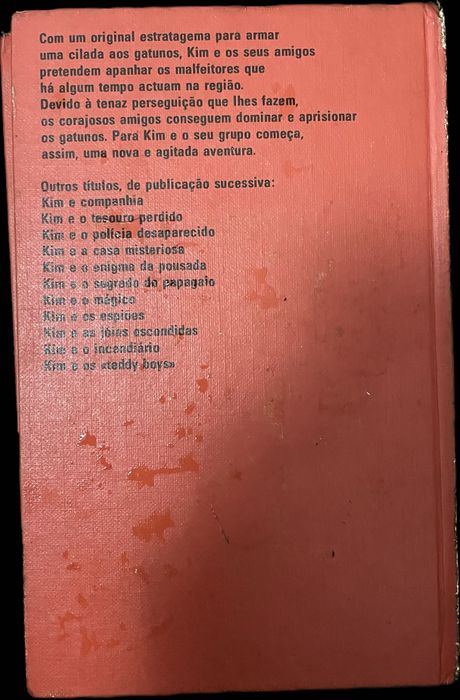 Com um original estratagema para armar
uma cilada aos gatunos, Kim e os seus amigos
pretendem apanhar os malfeitores que
há algum tempo actuam na região.
Devido à tenaz perseguição que lhes fazem,
os corajosos amigos conseguem dominar e aprisionar
os gatunos. Para Kim e o seu grupo começa,
assim, uma nova e agitada aventura.
Outros títulos, de publicação sucessiva:
Kim e companhia
Kim e o tesouro perdido
Kim e o polícia desaparecido
Kim e a casa misteriosa
Kim e o enigma da pousada
Kim e o segrado do papagaio
Kim e o mágico
Kim e os espiões
Kim e as jóias escondidas
Kim e o incendiário
Kim e os «teddy boys»